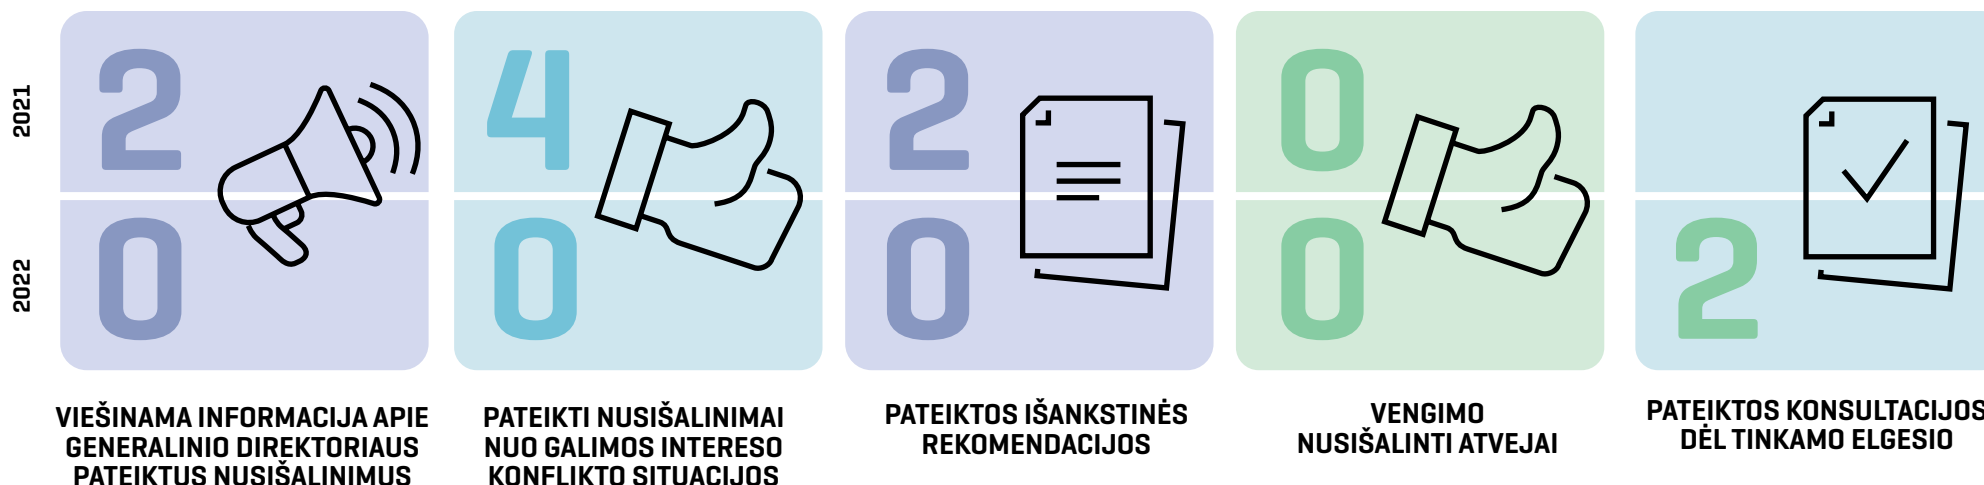 2021
2 4 2 0
2022
0 0 0 0 2
VIEŠINAMA INFORMACIJA APIE
GENERALINIO DIREKTORIAUS
PATEIKTUS NUSIŠALINIMUS
PATEIKTI NUSIŠALINIMAI
NUO GALIMOS INTERESO
KONFLIKTO SITUACIJOS
PATEIKTOS IŠANKSTINĖS
REKOMENDACIJOS
VENGIMO
NUSIŠALINTI ATVEJAI
PATEIKTOS KONSULTACIJOS
DĖL TINKAMO ELGESIO